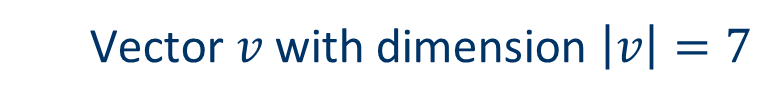 Vector 𝑣 with dimension |𝑣| = 7